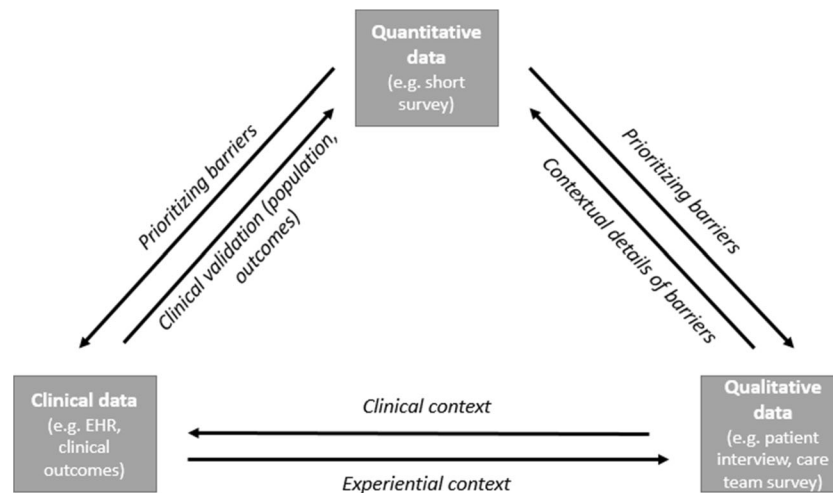 Quantitative
data
(e.g. short
survey)
Prioritizing barriers
Clinical validation (population,
outcomes)
Prioritizing barriers
Contextual details of barriers
Clinical data
(e.g. EHR,
clinical
outcomes)
Clinical context
Experiential context
Qualitative
data
(e.g. patient
interview, care
team survey)